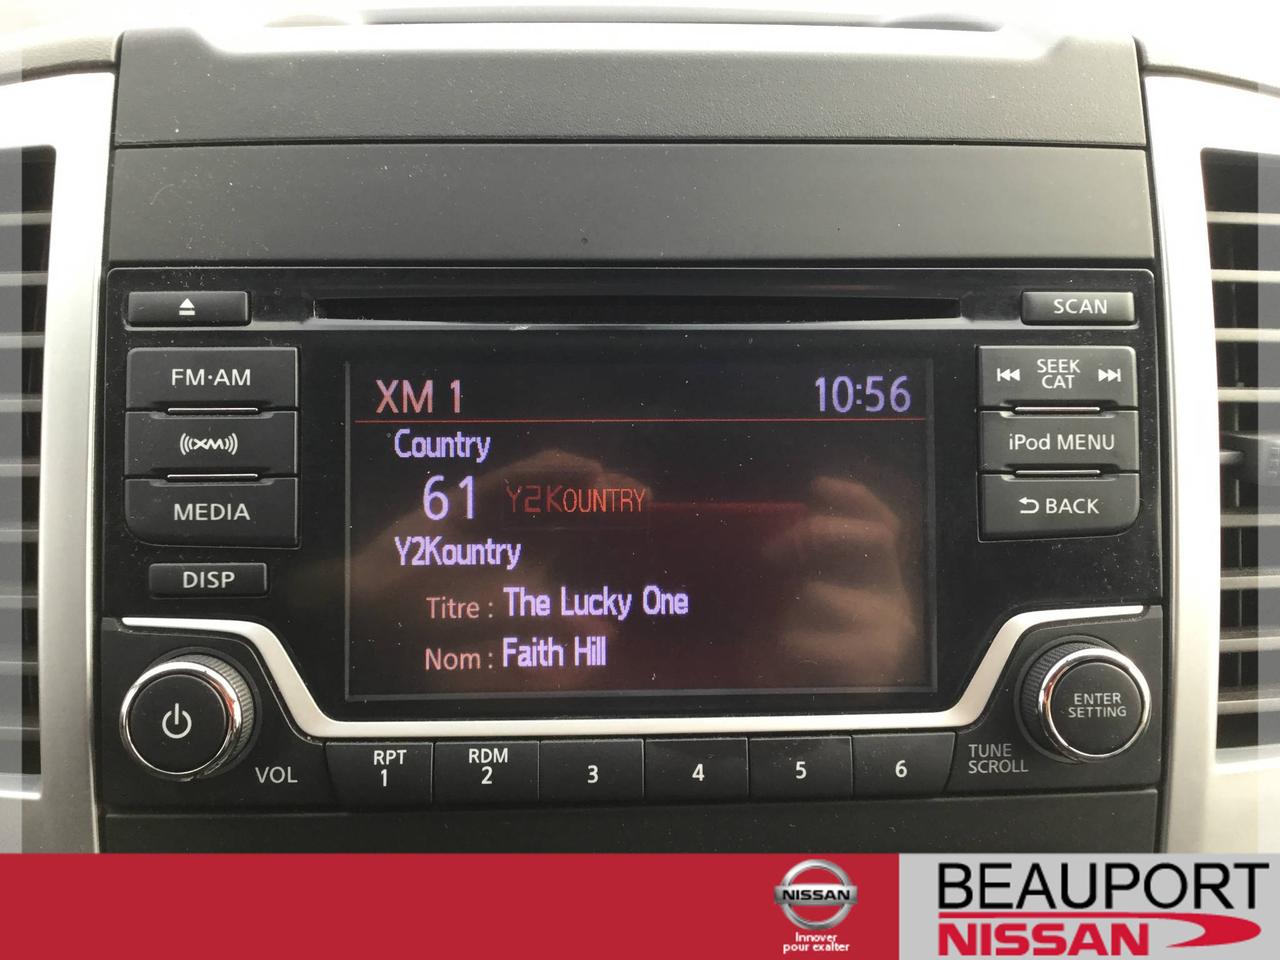 SCAN
FM·AM
XM
MEDIA
DISP
XM 1 10:56
Country
61 Y2KOUNTRY
Y2Kountry
Titre : The Lucky One
Nom : Faith Hill
SEEK
CAT
iPod MENU
BACK
VOL
RPT
1
RDM
2
3
4
5
6
TUNE
SCROLL
ENTER
SETTING
NISSAN
Innover
pour exalter
BEAUPORT
NISSAN